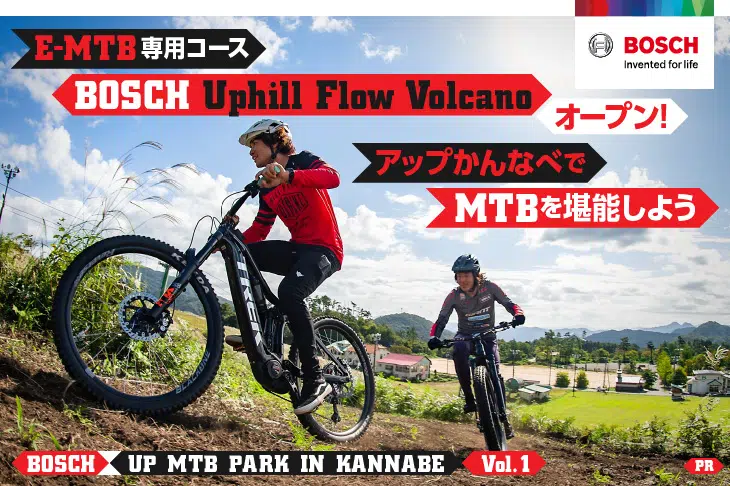 E-MTB専用コース
BOSCH
Invented for life
BOSCH Uphill Flow Volcano
オープン!
アップかんなべで
MTBを堪能しよう
TREK
BOSCH UP MTB PARK IN KANNABE Vol.1
PR